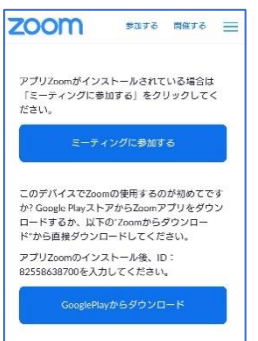 zoom 参加する 開催する
アプリZoomがインストールされている場合は
「ミーティングに参加する」をクリックしてく
ださい。
ミーティングに参加する
このデバイスでZoomの使用するのが初めてです
か? Google PlayストアからZoomアプリをダウン
ロードするか、以下の"Zoomからダウンロー
ド"から直接ダウンロードしてください。
アプリZoomのインストール後、ID：
82558638700を入力してください。
GooglePlayからダウンロード